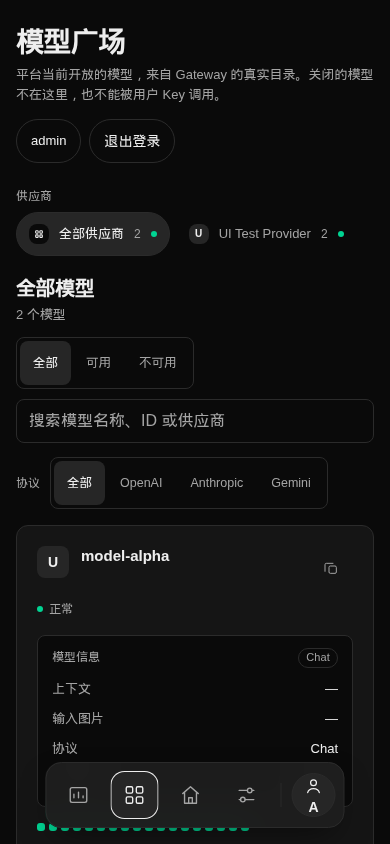 模型广场
平台当前开放的模型，来自 Gateway 的真实目录。关闭的模型
不在这里，也不能被用户 Key 调用。
admin
退出登录
供应商
全部供应商 2
U UI Test Provider 2
全部模型
2 个模型
全部 可用 不可用
搜索模型名称、ID 或供应商
协议 全部 OpenAI Anthropic Gemini
U model-alpha
正常
模型信息 Chat
上下文 —
输入图片 —
协议 Chat
A